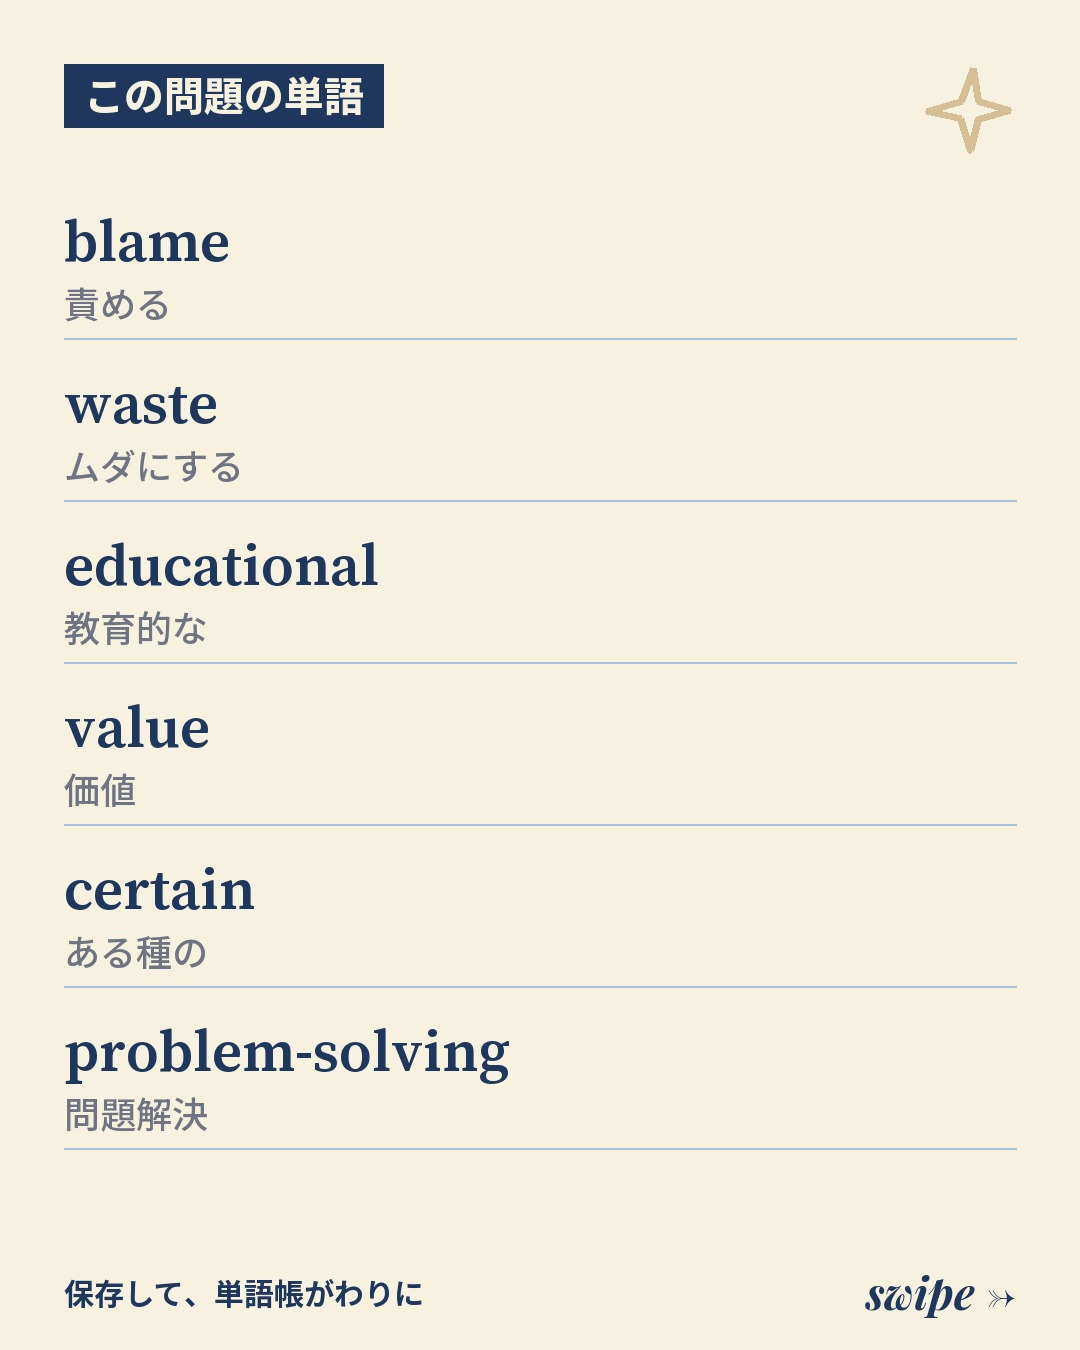 この問題の単語
blame
責める
waste
ムダにする
educational
教育的な
value
価値
certain
ある種の
problem-solving
問題解決
保存して、単語帳がわりに
swipe